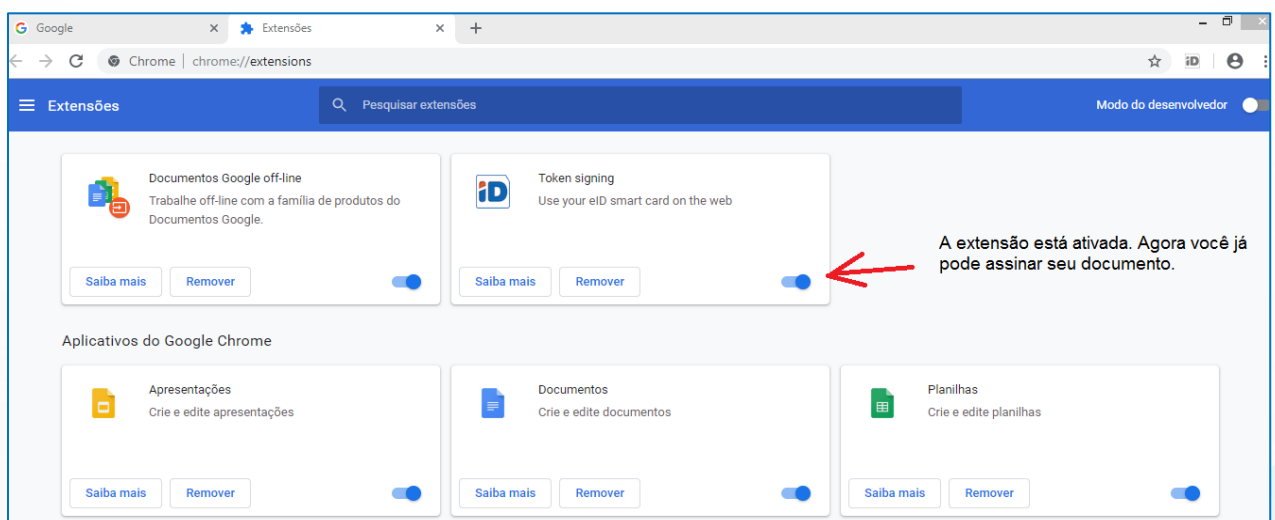 Google
Extensões
Chrome | chrome://extensions
iD
Extensões
Pesquisar extensões
Modo do desenvolvedor
Documentos Google off-line
Trabalhe off-line com a família de produtos do
Documentos Google.
Saiba mais
Remover
iD
Token signing
Use your eID smart card on the web
Saiba mais
Remover
A extensão está ativada. Agora você já
pode assinar seu documento.
Aplicativos do Google Chrome
Apresentações
Crie e edite apresentações
Saiba mais
Remover
Documentos
Crie e edite documentos
Saiba mais
Remover
Planilhas
Crie e edite planilhas
Saiba mais
Remover